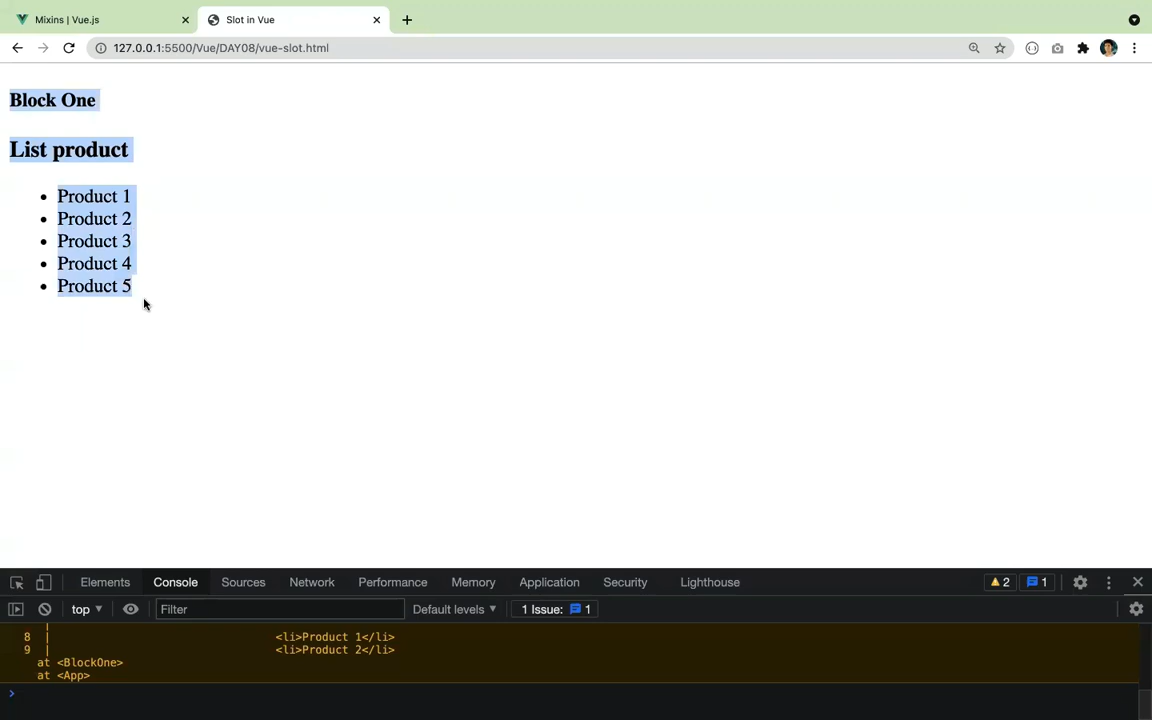 Mixins | Vue.js
Slot in Vue
127.0.0.1:5500/Vue/DAY08/vue-slot.html
Block One
List product
Product 1
Product 2
Product 3
Product 4
Product 5
Elements Console Sources Network Performance Memory Application Security Lighthouse 2 1
top Filter Default levels 1 Issue: 1
8 | <li>Product 1</li>
9 | <li>Product 2</li>
at <BlockOne>
at <App>